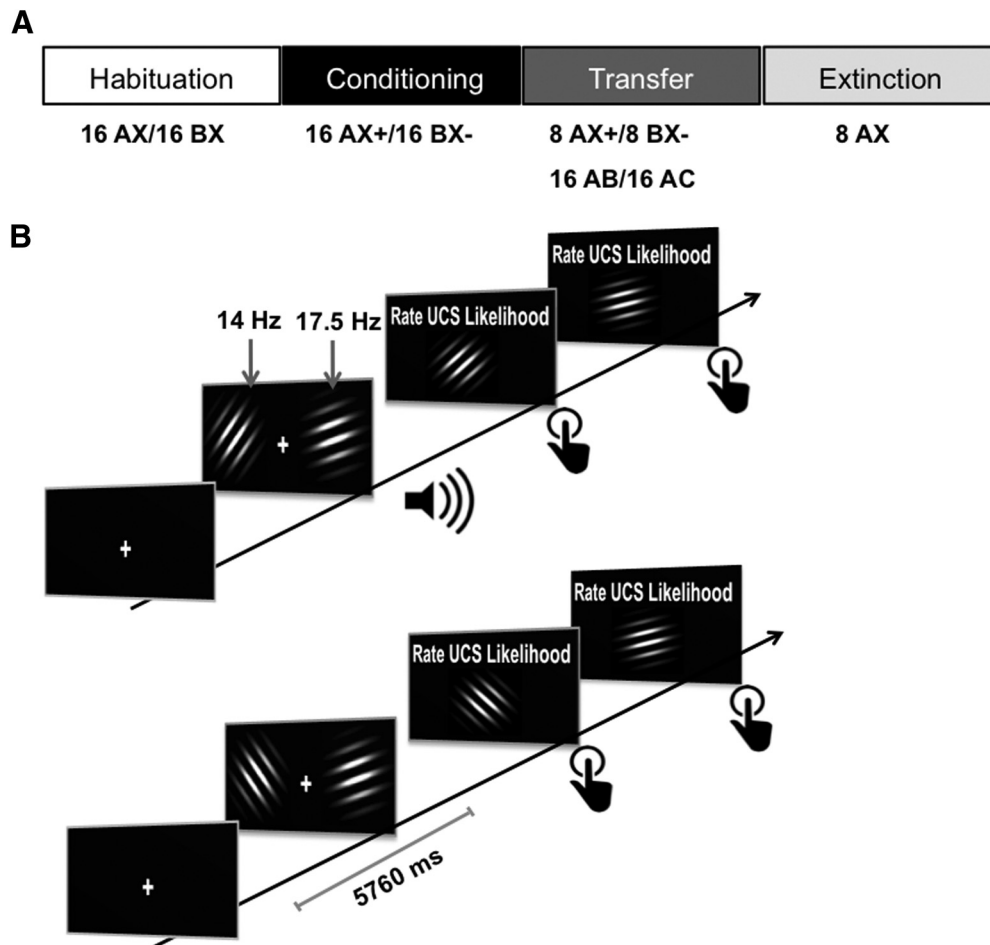 A
Habituation Conditioning Transfer Extinction
16 AX/16 BX 16 AX+/16 BX- 8 AX+/8 BX- 8 AX
16 AB/16 AC
B
Rate UCS Likelihood
Rate UCS Likelihood
14 Hz 17.5 Hz
Rate UCS Likelihood
Rate UCS Likelihood
5760 ms